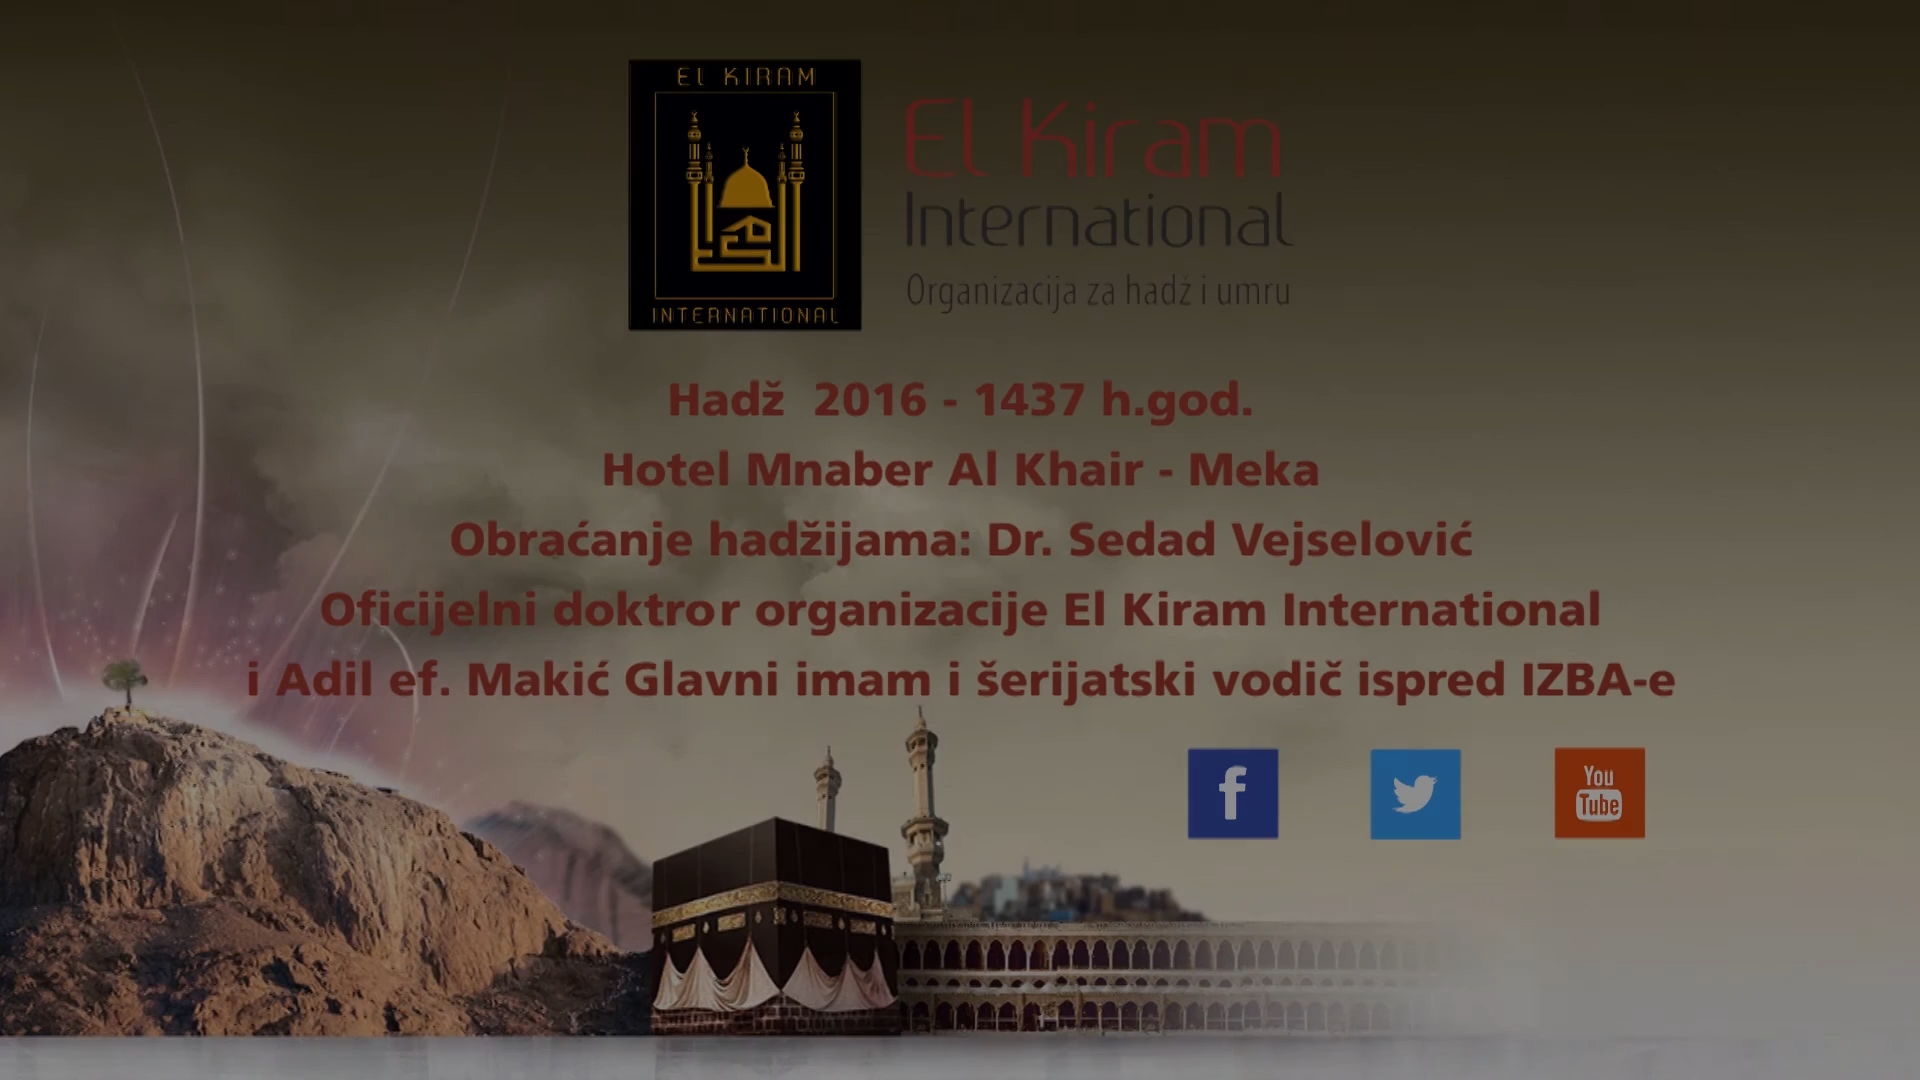 EL KIRAM
INTERNATIONAL
El Kiram
International
Organizacija za hadž i umru
Hadž 2016 - 1437 h.god.
Hotel Mnaber Al Khair - Meka
Obraćanje hadžijama: Dr. Sedad Vejselović
Oficijelni doktror organizacije El Kiram International
i Adil ef. Makić Glavni imam i šerijatski vodič ispred IZBA-e
You
Tube